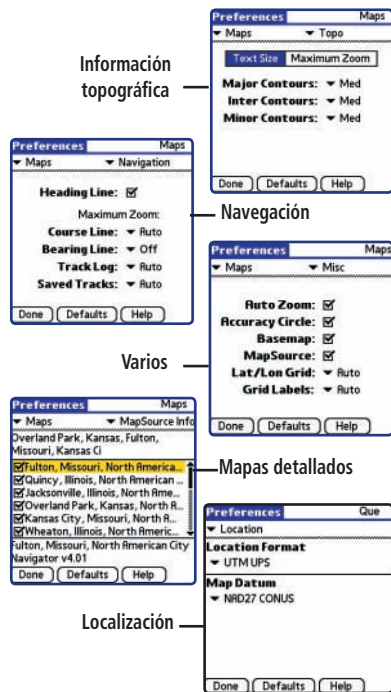 Preferences Maps
Maps Topo
Text Size Maximum Zoom
Major Contours: Med
Inter Contours: Med
Minor Contours: Med
Done Defaults Help
Información
topográfica
Preferences Maps
Maps Navigation
Heading Line:
Maximum Zoom:
Course Line: Auto
Bearing Line: Off
Track Log: Auto
Saved Tracks: Auto
Done Defaults Help
Navegación
Preferences Maps
Maps Misc
Auto Zoom:
Accuracy Circle:
Basemap:
MapSource:
Lat/Lon Grid: Auto
Grid Labels: Auto
Done Defaults Help
Varios
Preferences Maps
Maps MapSource Info
Overland Park, Kansas, Fulton,
Missouri, Kansas Ci
Fulton, Missouri, North America...
Quincy, Illinois, North American ...
Jacksonville, Illinois, North Ame...
Overland Park, Kansas, North A...
Kansas City, Missouri, North A...
Wheaton, Illinois, North Americ...
Fulton, Missouri, North American City
Navigator v4.01
Done Defaults Help
Mapas detallados
Preferences Que
Location
Location Format
UTM UPS
Map Datum
NAD27 CONUS
Done Defaults Help
Localización